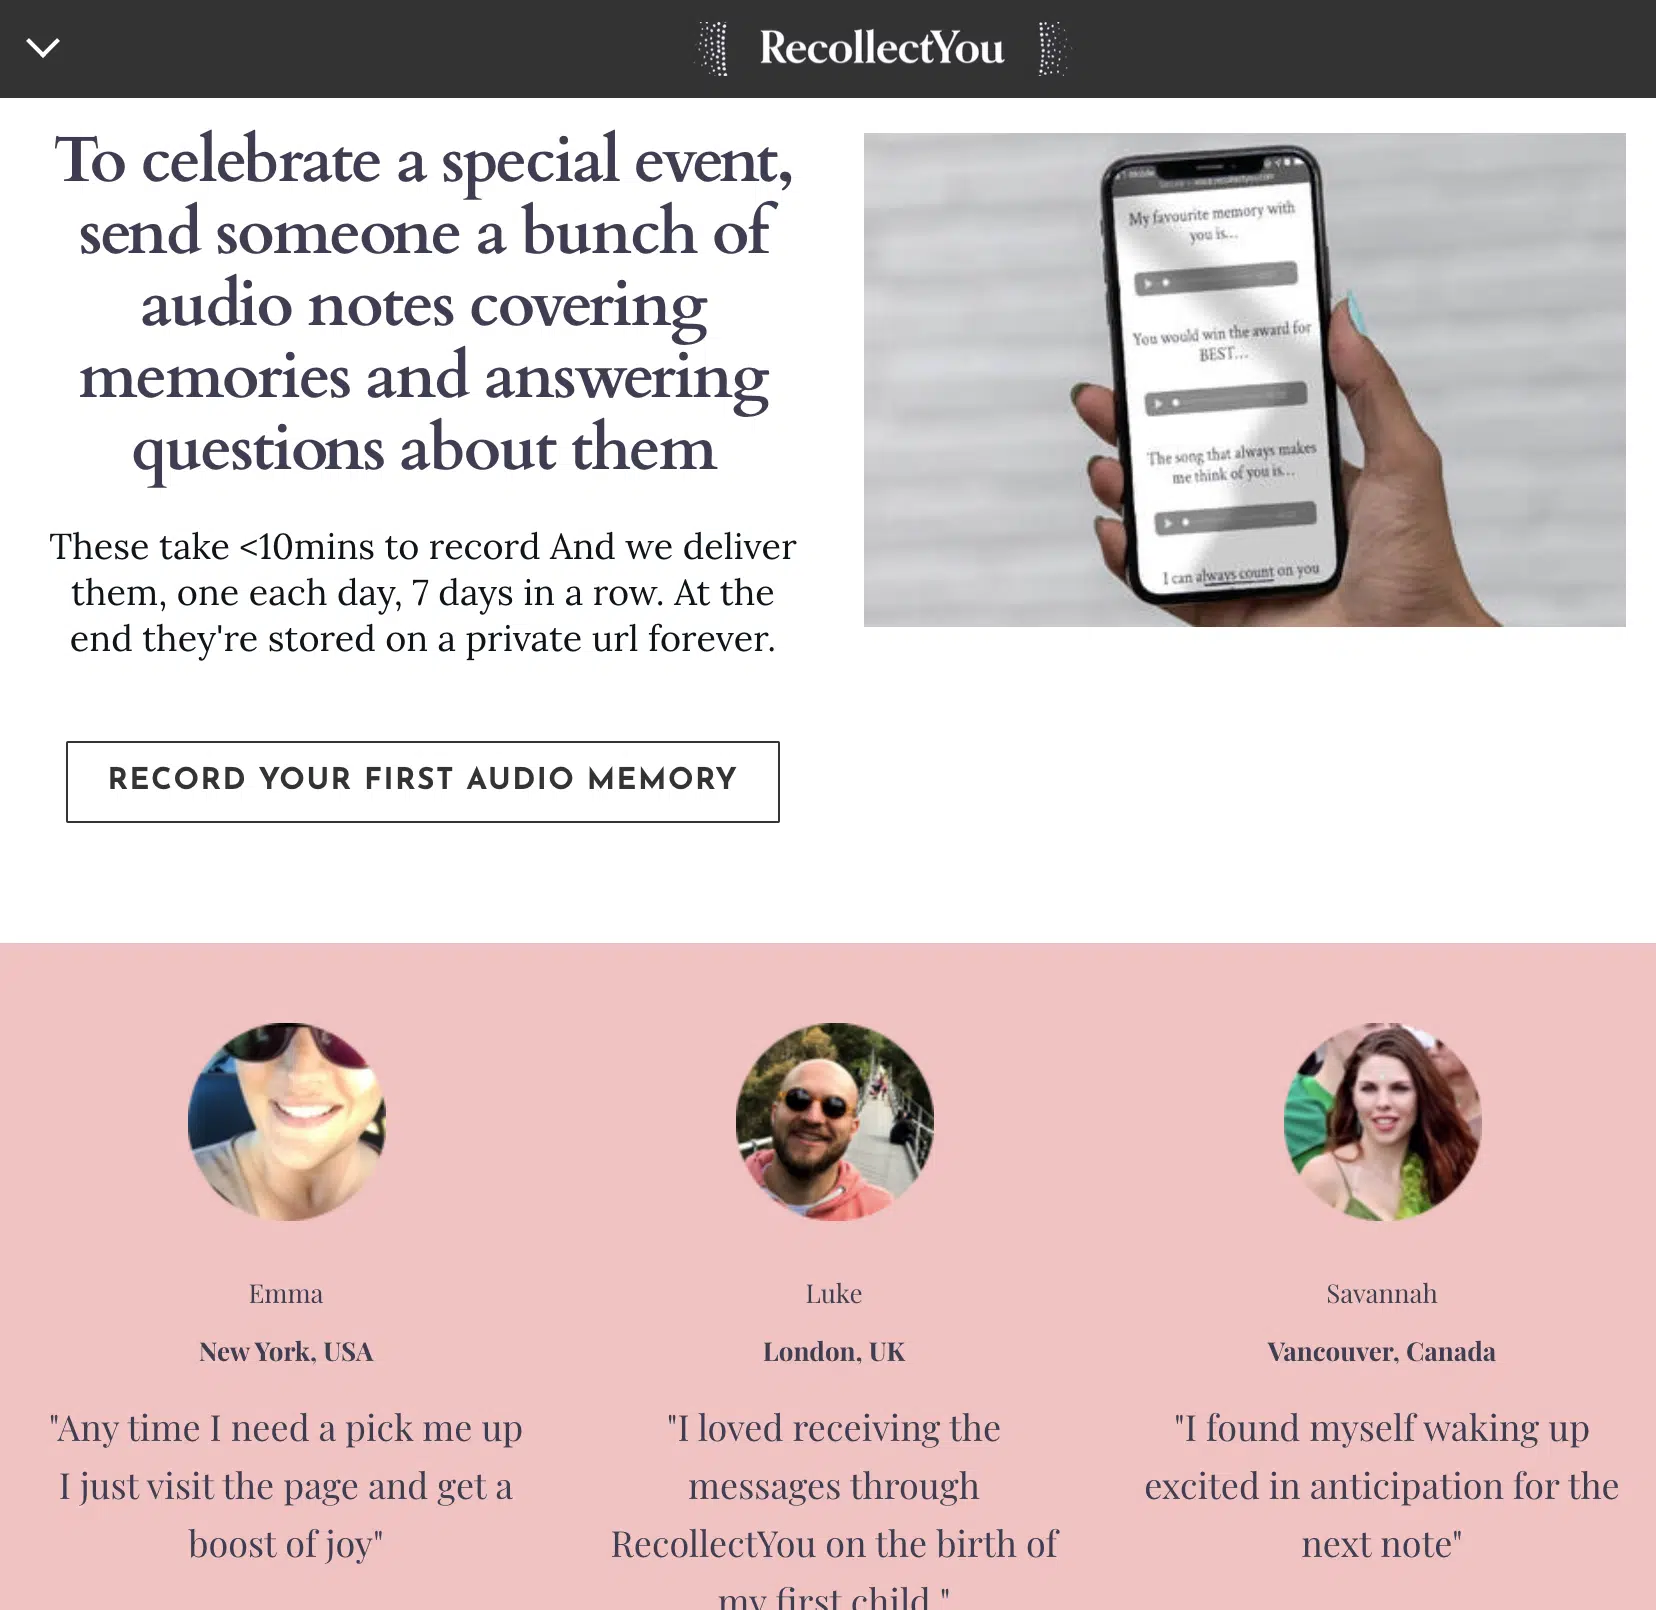 RecollectYou
To celebrate a special event,
send someone a bunch of
audio notes covering
memories and answering
questions about them
These take <10mins to record And we deliver
them, one each day, 7 days in a row. At the
end they're stored on a private url forever.
RECORD YOUR FIRST AUDIO MEMORY
My favourite memory with
you is...
You would win the award for
BEST...
The song that always makes
me think of you is...
I can always count on you
Emma
New York, USA
"Any time I need a pick me up
I just visit the page and get a
boost of joy"
Luke
London, UK
"I loved receiving the
messages through
RecollectYou on the birth of
my first child."
Savannah
Vancouver, Canada
"I found myself waking up
excited in anticipation for the
next note"